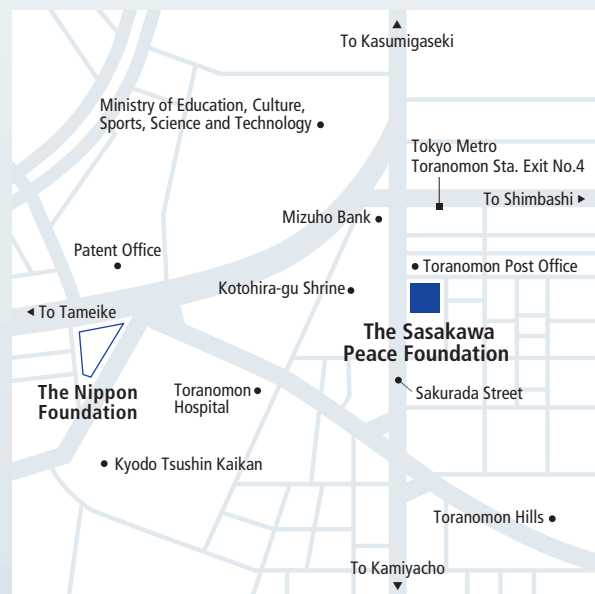 To Kasumigaseki
Ministry of Education, Culture,
Sports, Science and Technology
Tokyo Metro
Toranomon Sta. Exit No.4
To Shimbashi
Mizuho Bank
Patent Office
Toranomon Post Office
Kotohira-gu Shrine
To Tameike
The Sasakawa
Peace Foundation
The Nippon
Foundation
Toranomon
Hospital
Sakurada Street
Kyodo Tsushin Kaikan
Toranomon Hills
To Kamiyacho